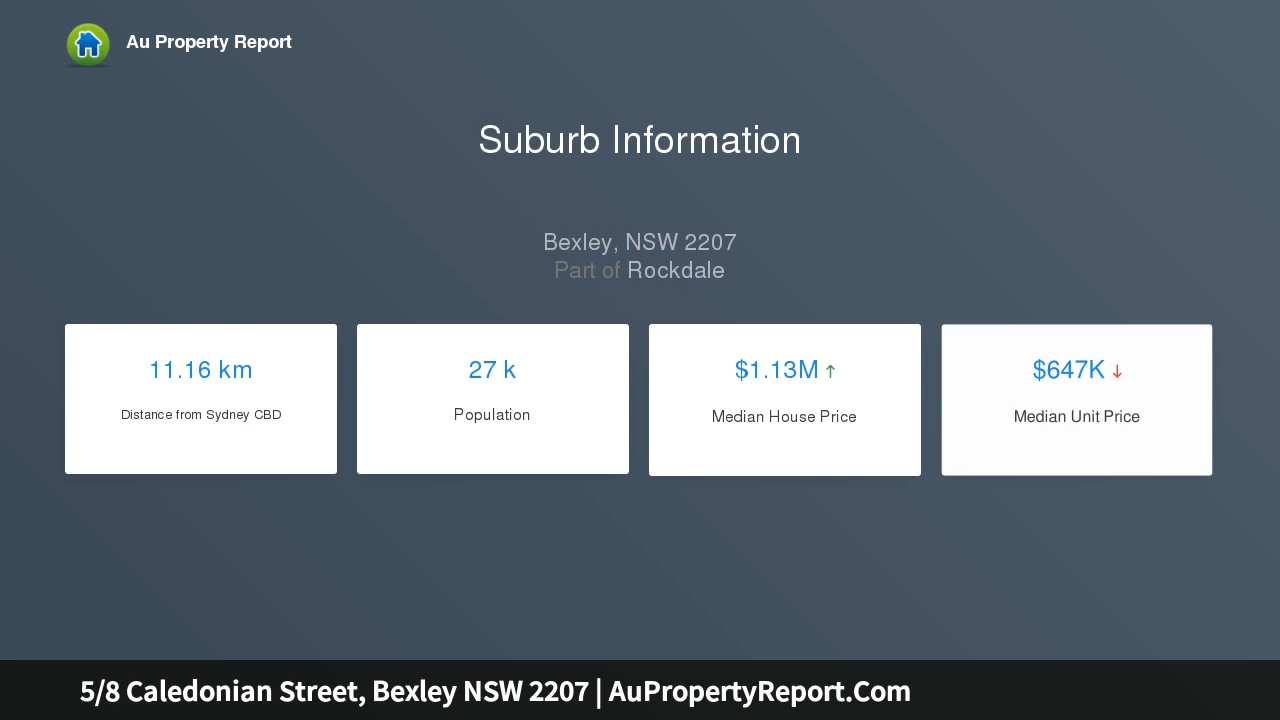 Au Property Report
Suburb Information
Bexley, NSW 2207
Part of Rockdale
11.16 km
Distance from Sydney CBD
27 k
Population
$1.13M ↑
Median House Price
$647K ↓
Median Unit Price
5/8 Caledonian Street, Bexley NSW 2207 | AuPropertyReport.Com